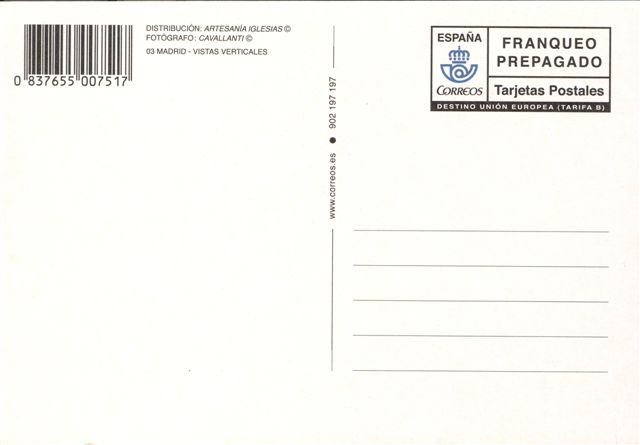 DISTRIBUCIÓN: ARTESANÍA IGLESIAS ©
FOTÓGRAFO: CAVALLANTI ©
03 MADRID - VISTAS VERTICALES
0 837655 007517
www.correos.es ● 902 197 197
ESPAÑA
CORREOS
FRANQUEO
PREPAGADO
Tarjetas Postales
DESTINO UNIÓN EUROPEA (TARIFA B)